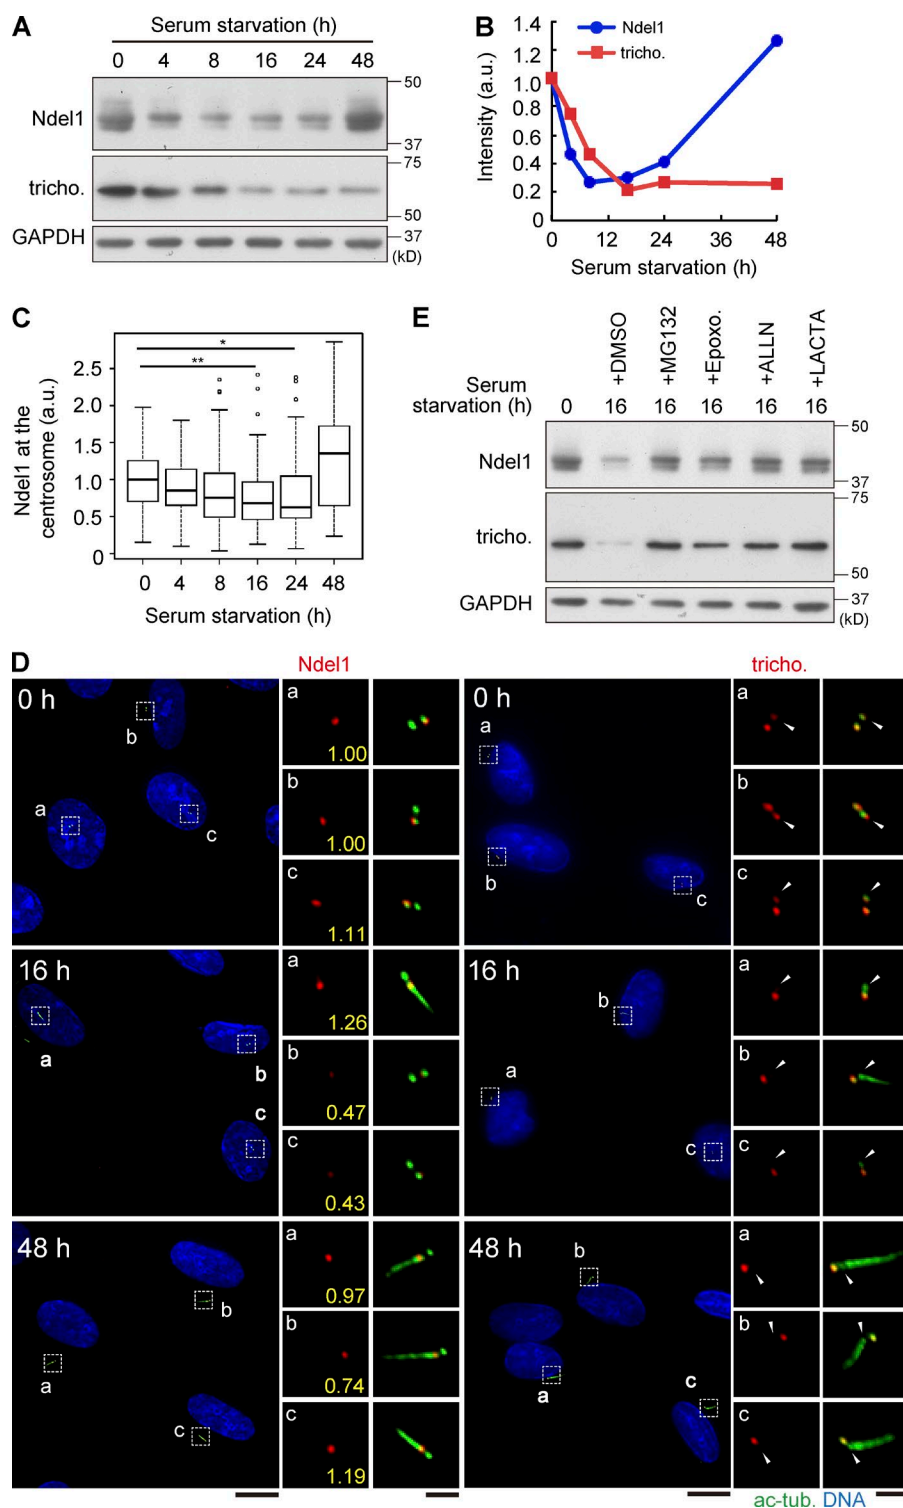 A
Serum starvation (h)
0 4 8 16 24 48
Ndel1
50
37
tricho.
75
50
GAPDH
37
(kD)
B
Ndel1
tricho.
Intensity (a.u.)
1.4
1.2
1.0
0.8
0.6
0.4
0.2
0
0 12 24 36 48
Serum starvation (h)
C
Ndel1 at the
centrosome (a.u.)
*
**
2.5
2.0
1.5
1.0
0.5
0
0 4 8 16 24 48
Serum starvation (h)
E
+DMSO
+MG132
+Epoxo.
+ALLN
+LACTA
Serum
starvation (h)
0 16 16 16 16 16
Ndel1
50
37
tricho.
75
50
GAPDH
37
(kD)
D
Ndel1
0 h
b
a
c
a
1.00
b
1.00
c
1.11
16 h
a
b
c
a
1.26
b
0.47
c
0.43
48 h
b
a
c
a
0.97
b
0.74
c
1.19
tricho.
0 h
a
b
c
a
b
c
16 h
b
a
c
a
b
c
48 h
b
a
c
a
b
c
ac-tub. DNA